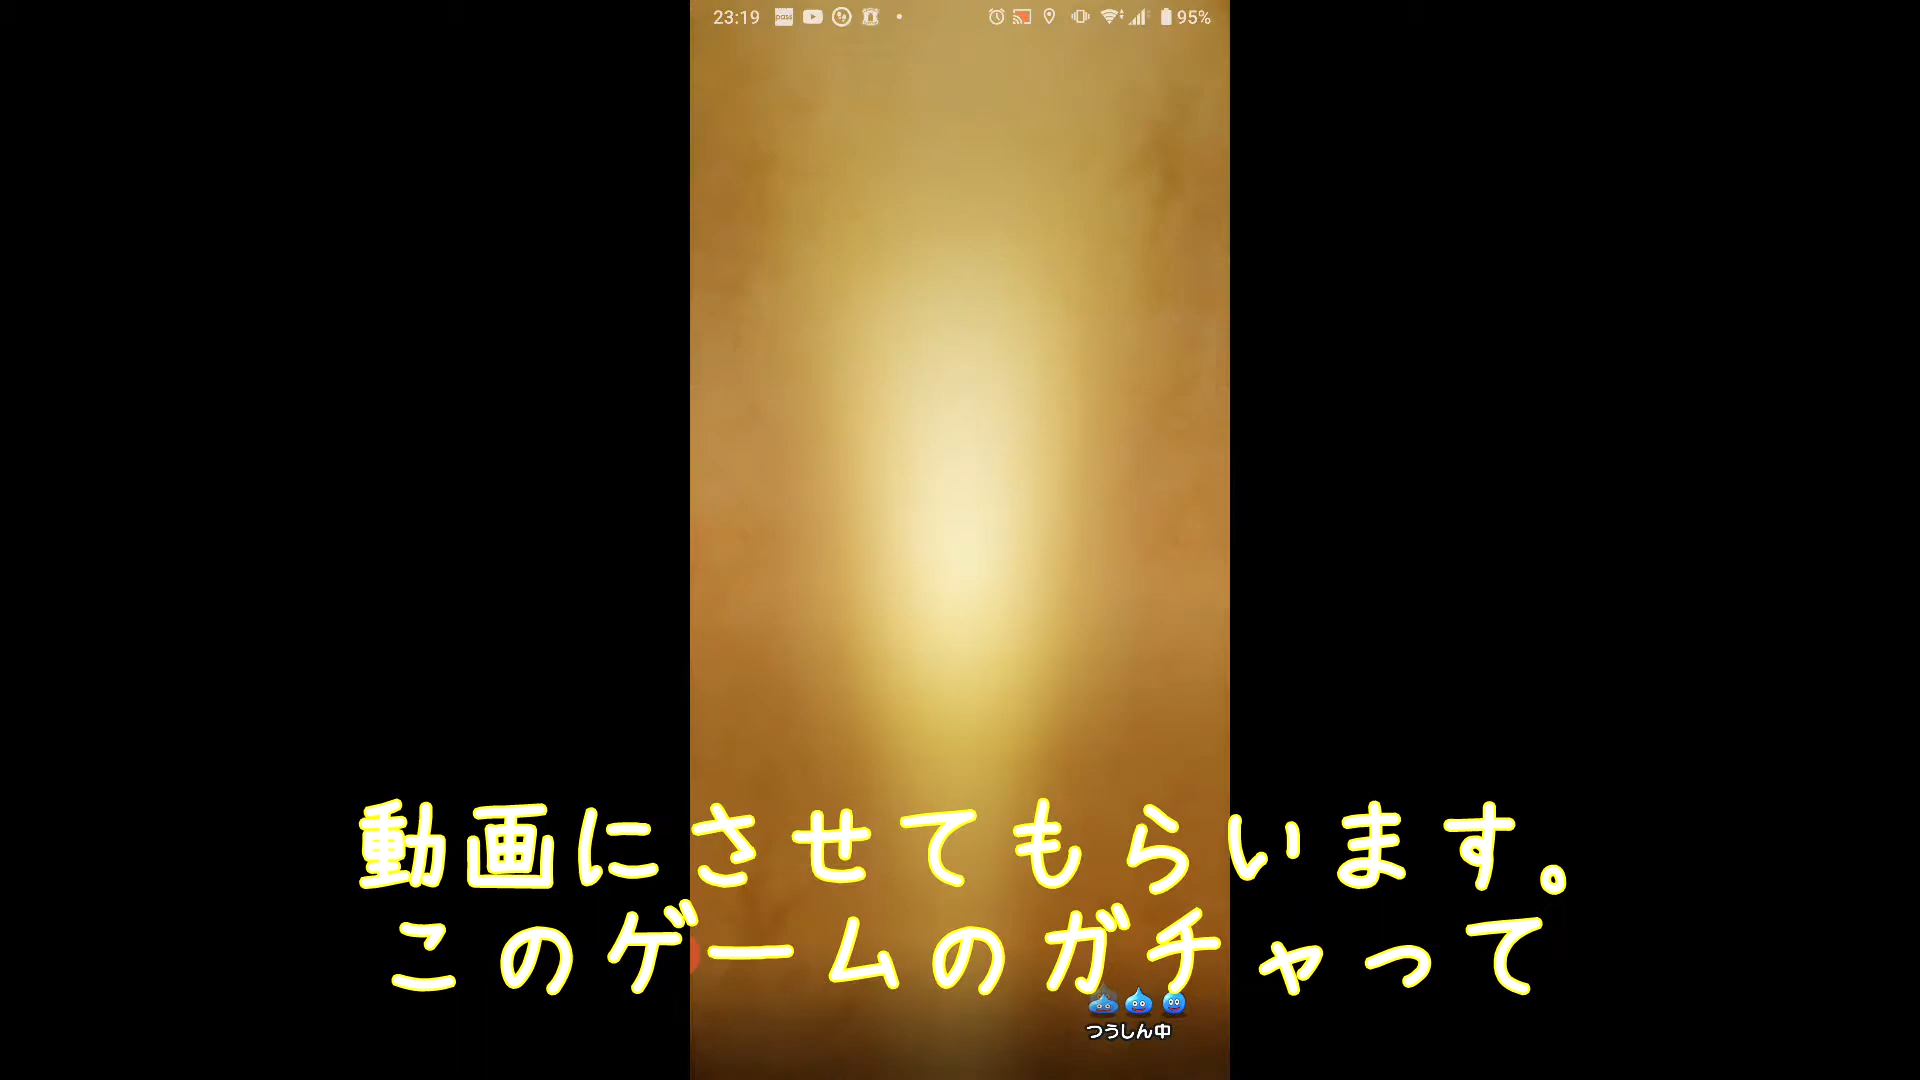 23:19
pass
95%
動画にさせてもらいます。
このゲームのガチャって
つうしん中